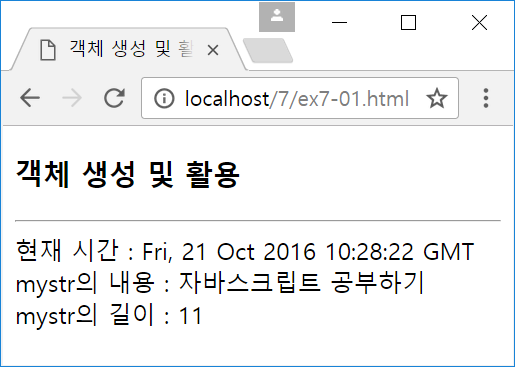 객체 생성 및 활
localhost/7/ex7-01.html
객체 생성 및 활용
현재 시간 : Fri, 21 Oct 2016 10:28:22 GMT
mystr의 내용 : 자바스크립트 공부하기
mystr의 길이 : 11